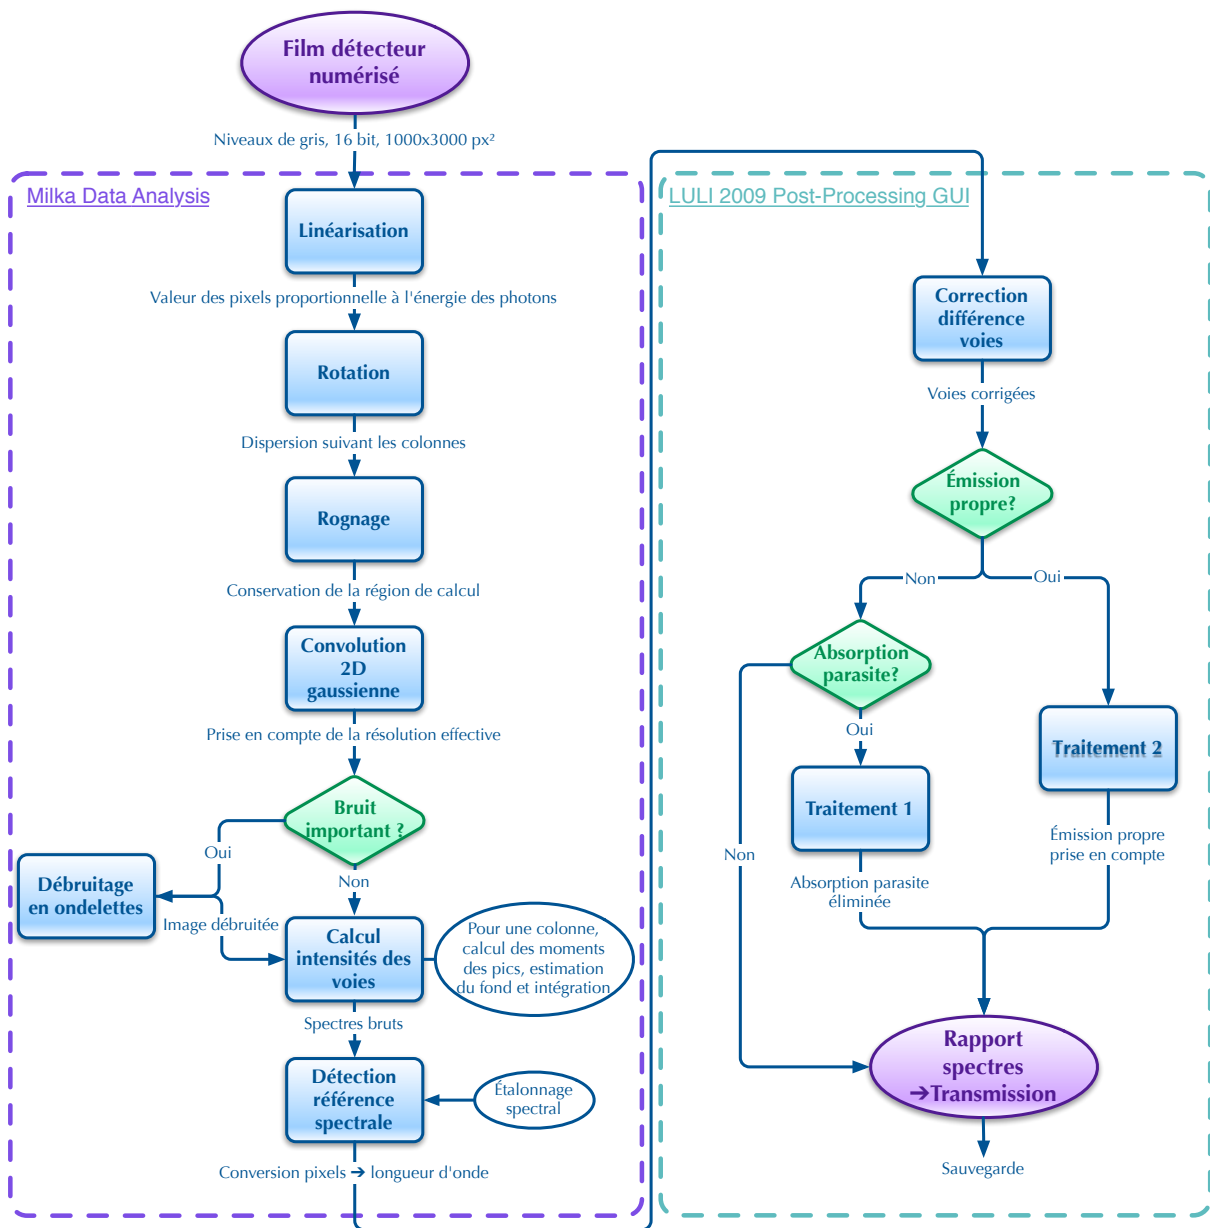 Film détecteur
numérisé
Niveaux de gris, 16 bit, 1000x3000 px²
Milka Data Analysis
Linéarisation
Valeur des pixels proportionnelle à l'énergie des photons
Rotation
Dispersion suivant les colonnes
Rognage
Conservation de la région de calcul
Convolution
2D
gaussienne
Prise en compte de la résolution effective
Bruit
important ?
Oui
Non
Débruitage
en ondelettes
Image débruitée
Calcul
intensités des
voies
Pour une colonne,
calcul des moments
des pics, estimation
du fond et intégration
Spectres bruts
Détection
référence
spectrale
Étalonnage
spectral
Conversion pixels ➔ longueur d'onde
LULI 2009 Post-Processing GUI
Correction
différence
voies
Voies corrigées
Émission
propre?
Non
Oui
Absorption
parasite?
Oui
Non
Traitement 1
Absorption parasite
éliminée
Traitement 2
Émission propre
prise en compte
Rapport
spectres
➔Transmission
Sauvegarde